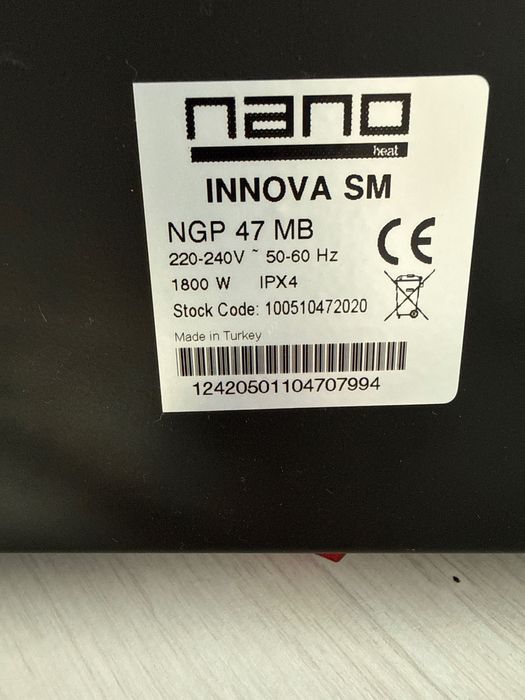 nano
heat
INNOVA SM
NGP 47 MB
220-240V ~ 50-60 Hz
1800 W IPX4
Stock Code: 100510472020
Made in Turkey
12420501104707994
CE